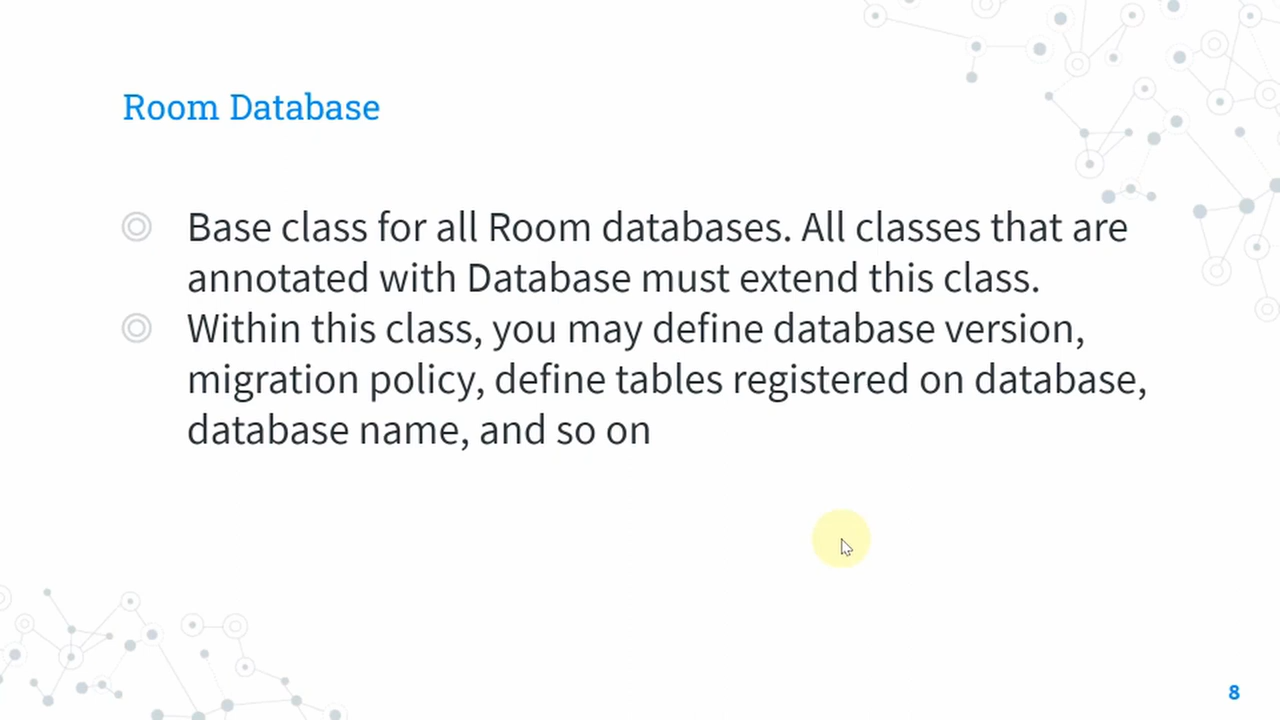 Room Database
Base class for all Room databases. All classes that are
annotated with Database must extend this class.
Within this class, you may define database version,
migration policy, define tables registered on database,
database name, and so on
8